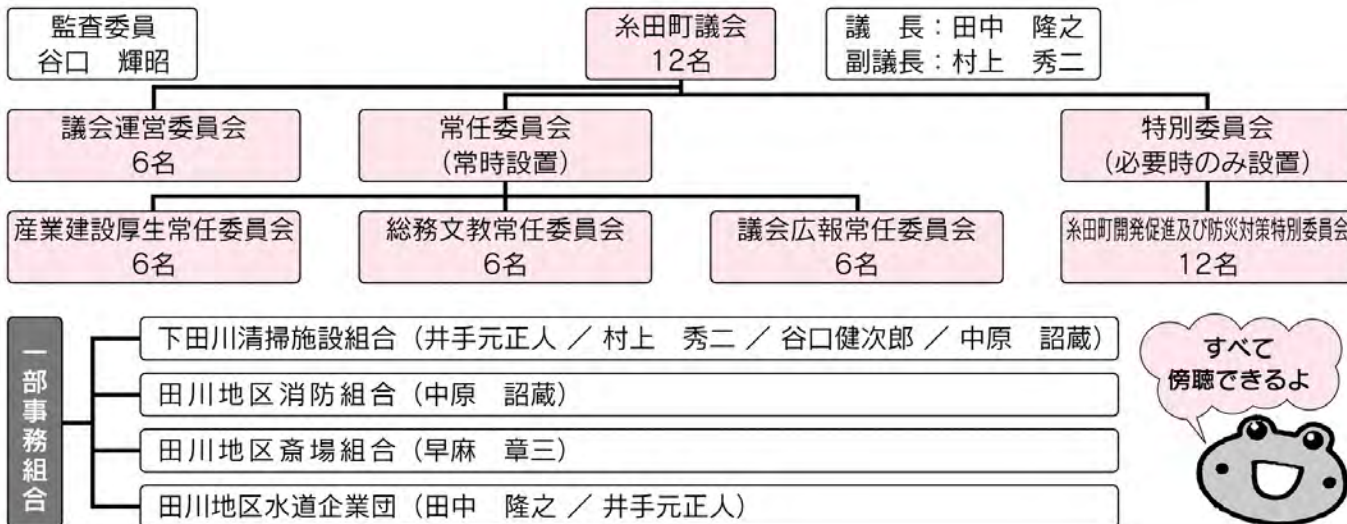 監査委員
谷口　輝昭
糸田町議会
12名
議　長：田中　隆之
副議長：村上　秀二
議会運営委員会
6名
常任委員会
（常時設置）
特別委員会
（必要時のみ設置）
産業建設厚生常任委員会
6名
総務文教常任委員会
6名
議会広報常任委員会
6名
糸田町開発促進及び防災対策特別委員会
12名
一部事務組合
下田川清掃施設組合（井手元正人 ／ 村上　秀二 ／ 谷口健次郎 ／ 中原　詔蔵）
田川地区消防組合（中原　詔蔵）
田川地区斎場組合（早麻　章三）
田川地区水道企業団（田中　隆之 ／ 井手元正人）
すべて
傍聴できるよ